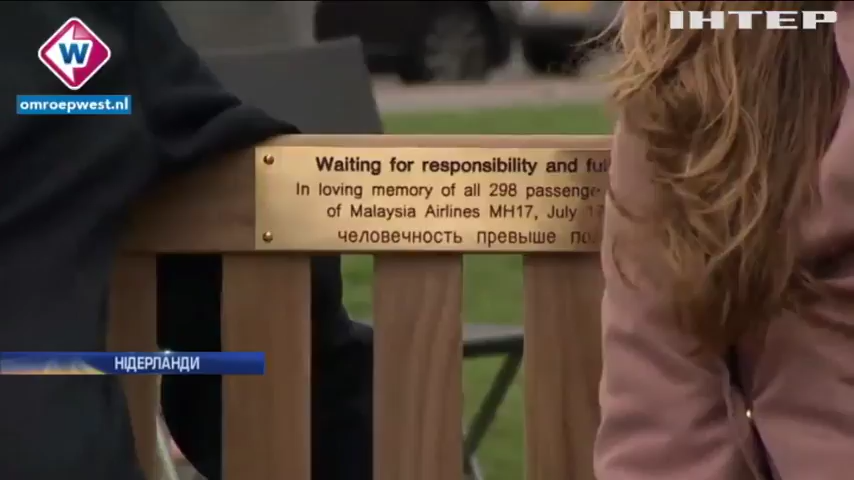 W
ІНТЕР
omroepwest.nl
Waiting for responsibility and
In loving memory of all 298
of Malaysia Airlines MH17, July
человечность превыше
НІДЕРЛАНДИ